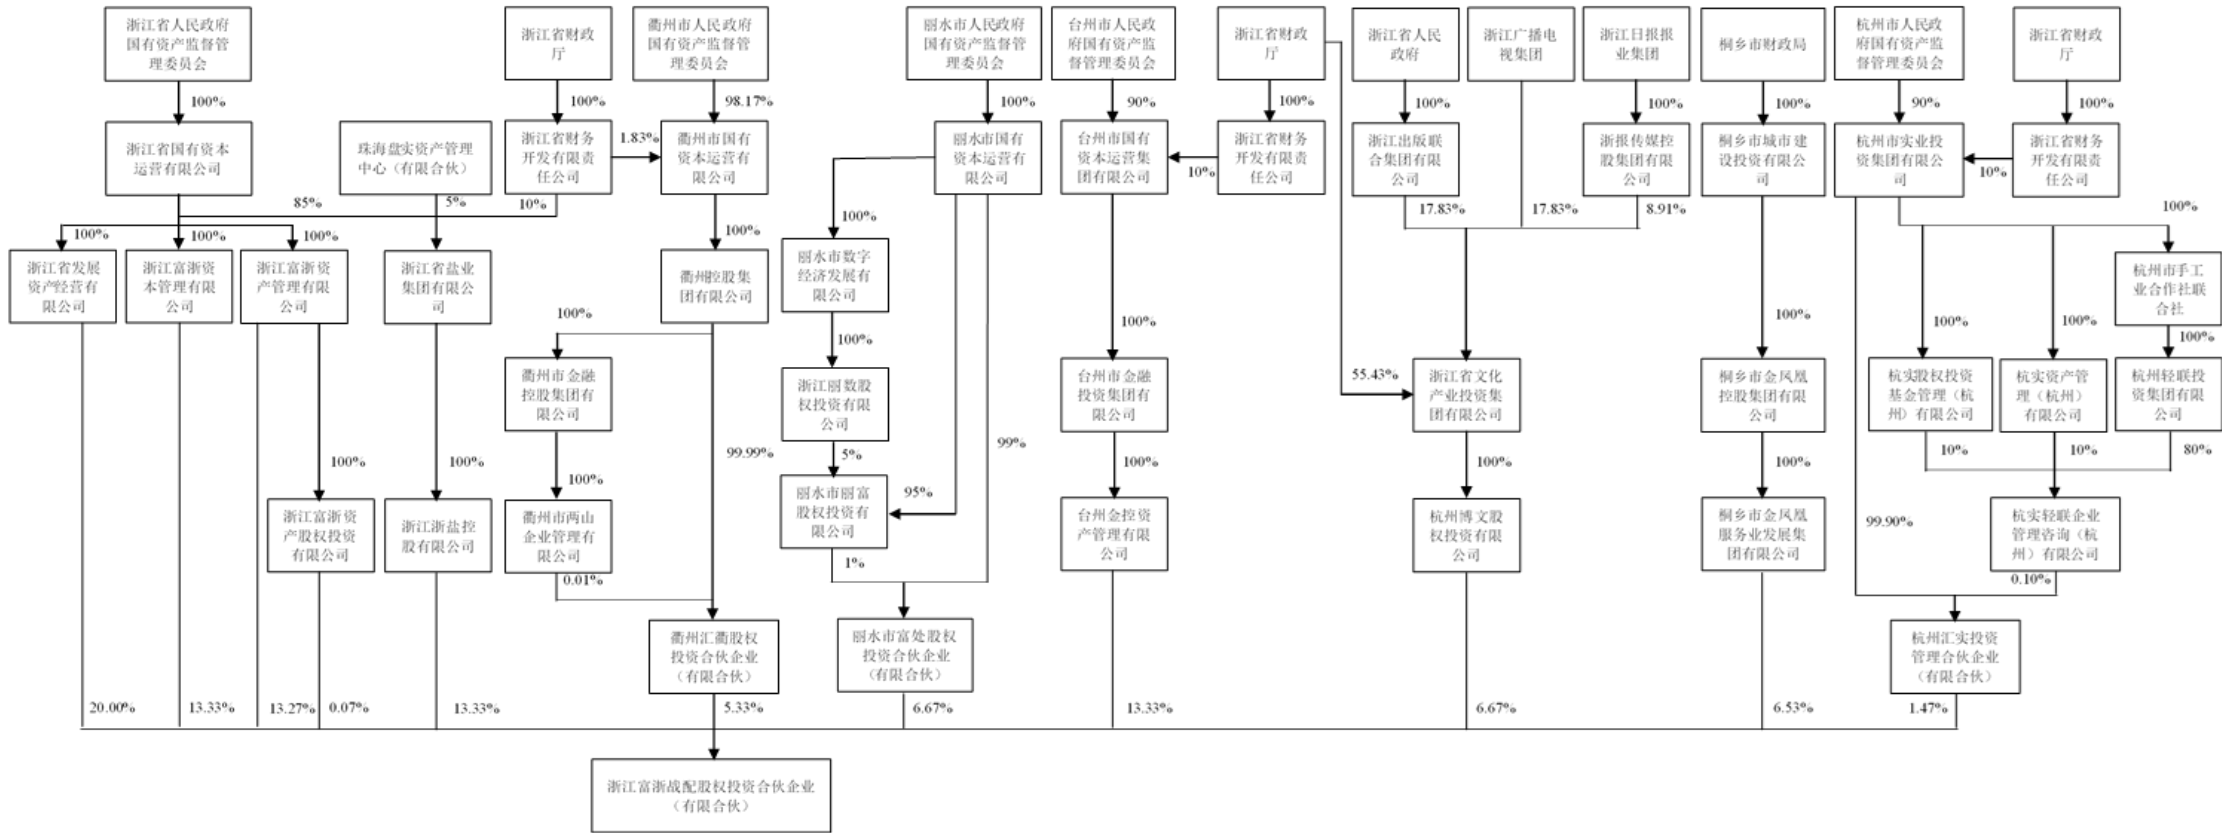 浙江省人民政府
国有资产监督管
理委员会
浙江省财政
厅
衢州市人民政府
国有资产监督管
理委员会
丽水市人民政府
国有资产监督管
理委员会
台州市人民政
府国有资产监
督管理委员会
浙江省财政
厅
浙江省人民
政府
浙江广播电
视集团
浙江日报报
业集团
桐乡市财政局
杭州市人民政
府国有资产监
督管理委员会
浙江省财政
厅
100%
100%
98.17%
100%
90%
100%
100%
100%
100%
90%
100%
浙江省国有资本
运营有限公司
珠海盘实资产管理
中心（有限合伙）
浙江省财务
开发有限责
任公司
1.83%
衢州市国有
资本运营有
限公司
丽水市国有
资本运营有
限公司
台州市国有
资本运营集
团有限公司
10%
浙江省财务
开发有限责
任公司
浙江出版联
合集团有限
公司
浙报传媒控
股集团有限
公司
桐乡市城市建
设投资有限公
司
杭州市实业投
资集团有限公
司
10%
浙江省财务
开发有限责
任公司
85%
5%
10%
17.83%
17.83%
8.91%
100%
100%
100%
100%
100%
100%
浙江省发展
资产经营有
限公司
浙江富浙资
本管理有限
公司
浙江富浙资
产管理有限
公司
浙江省盐业
集团有限公
司
衢州控股集
团有限公司
丽水市数字
经济发展有
限公司
杭州市手工
业合作社联
合社
100%
100%
100%
100%
100%
100%
100%
衢州市金融
控股集团有
限公司
浙江丽数股
权投资有限
公司
台州市金融
投资集团有
限公司
55.43%
浙江省文化
产业投资集
团有限公司
桐乡市金凤凰
控股集团有限
公司
杭实股权投资
基金管理（杭
州）有限公司
杭实资产管
理（杭州）
有限公司
杭州轻联投
资集团有限
公司
100%
100%
100%
99.99%
5%
99%
100%
100%
100%
10%
10%
80%
浙江富浙资
产股权投资
有限公司
浙江浙盐控
股有限公司
衢州市两山
企业管理有
限公司
丽水市丽富
股权投资有
限公司
95%
台州金控资
产管理有限
公司
杭州博文股
权投资有限
公司
桐乡市金凤凰
服务业发展集
团有限公司
99.90%
杭实轻联企业
管理咨询（杭
州）有限公司
0.01%
1%
0.10%
衢州汇衢股权
投资合伙企业
（有限合伙）
丽水市富处股权
投资合伙企业
（有限合伙）
杭州汇实投资
管理合伙企业
（有限合伙）
20.00%
13.33%
13.27%
0.07%
13.33%
5.33%
6.67%
13.33%
6.67%
6.53%
1.47%
浙江富浙战配股权投资合伙企业
（有限合伙）